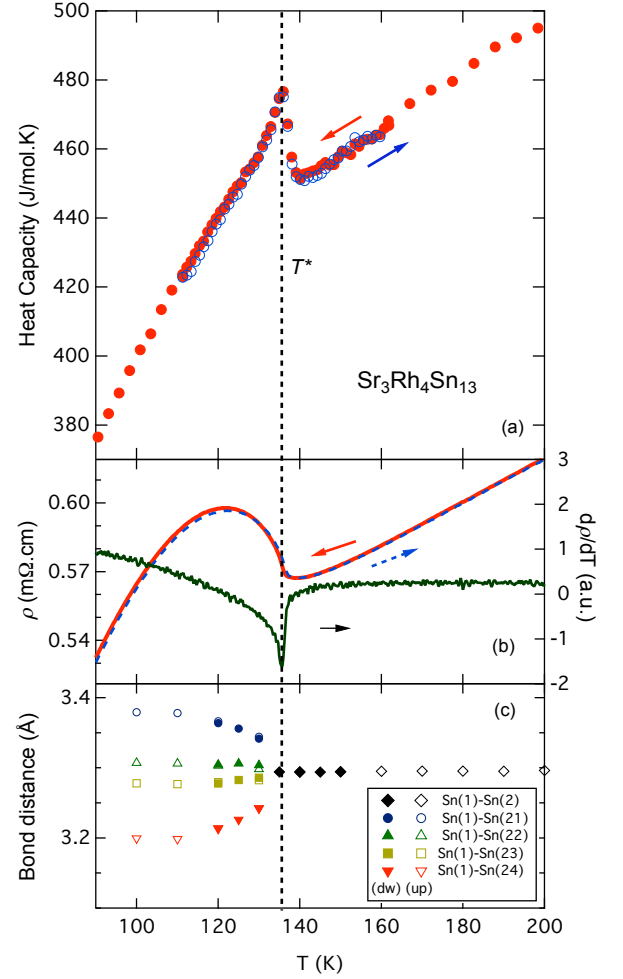 500
480
460
440
420
400
380
Heat Capacity (J/mol.K)
T*
Sr3Rh4Sn13
(a)
0.60
0.57
0.54
ρ (mΩ.cm)
3
2
1
0
-1
-2
dρ/dT (a.u.)
(b)
3.4
3.2
Bond distance (Å)
(c)
Sn(1)-Sn(2)
Sn(1)-Sn(21)
Sn(1)-Sn(22)
Sn(1)-Sn(23)
Sn(1)-Sn(24)
(dw) (up)
100 120 140 160 180 200
T (K)